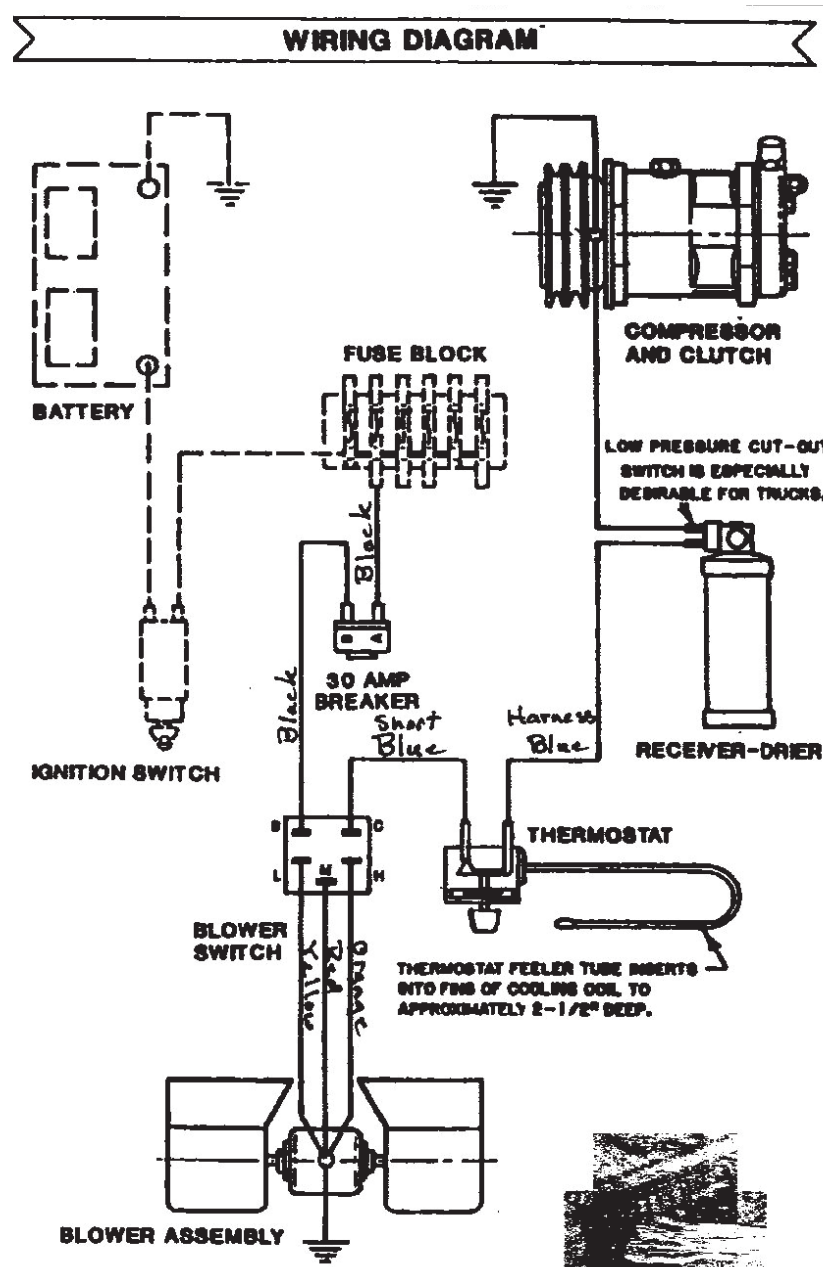 WIRING DIAGRAM
COMPRESSOR
AND CLUTCH
FUSE BLOCK
BATTERY
LOW PRESSURE CUT-OUT
SWITCH IS ESPECIALLY
DESIRABLE FOR TRUCKS.
Black
B A
30 AMP
BREAKER
Black
Short
Blue
Harness
Blue
RECEIVER-DRIER
IGNITION SWITCH
B C
THERMOSTAT
L M H
BLOWER
SWITCH
Yellow
Red
Orange
THERMOSTAT FEELER TUBE INSERTS
INTO FINS OF COOLING COIL TO
APPROXIMATELY 2-1/2" DEEP.
BLOWER ASSEMBLY